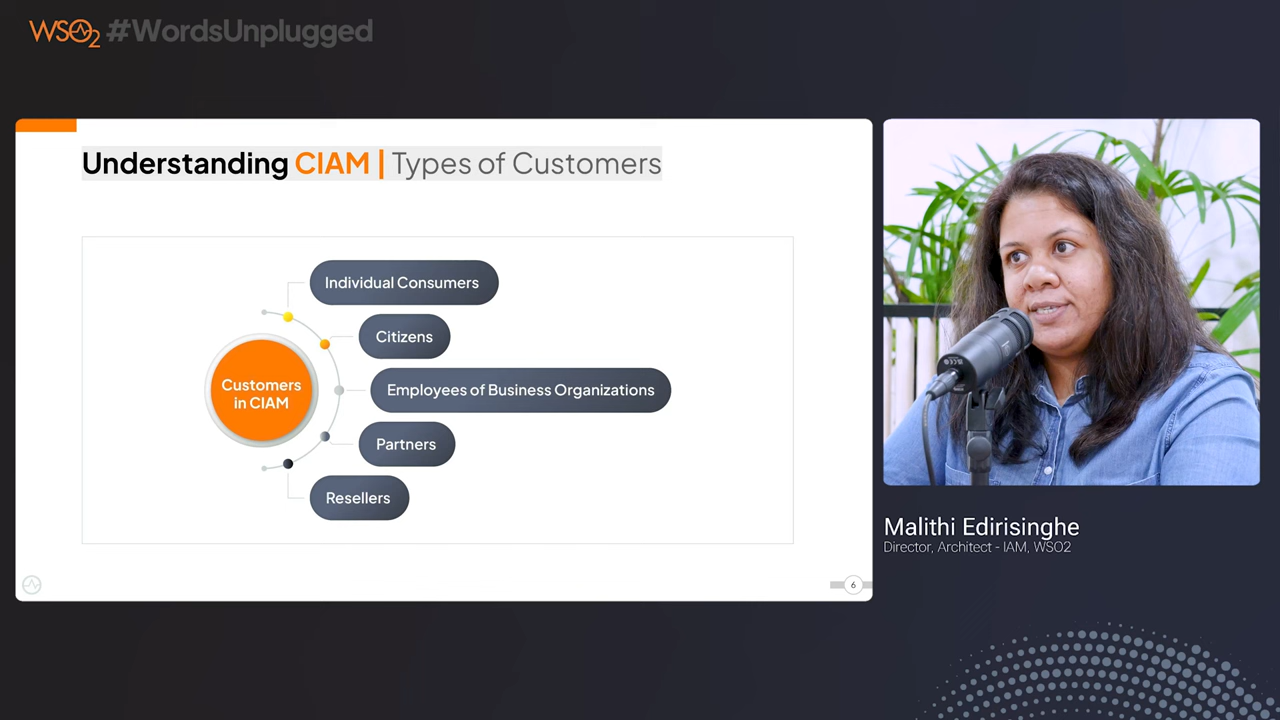 WSO2 #WordsUnplugged
Understanding CIAM | Types of Customers
Individual Consumers
Citizens
Customers
in CIAM
Employees of Business Organizations
Partners
Resellers
6
Malithi Edirisinghe
Director, Architect - IAM, WSO2